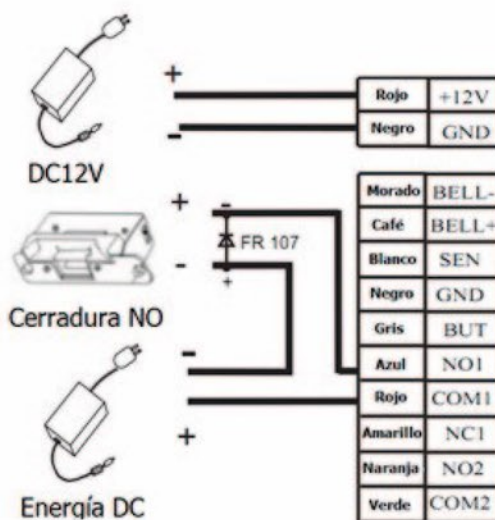 +
-
DC12V
Rojo +12V
Negro GND
+
-
-
FR 107
+
Cerradura NO
-
+
Energía DC
Morado BELL-
Café BELL+
Blanco SEN
Negro GND
Gris BUT
Azul NO1
Rojo COM1
Amarillo NC1
Naranja NO2
Verde COM2